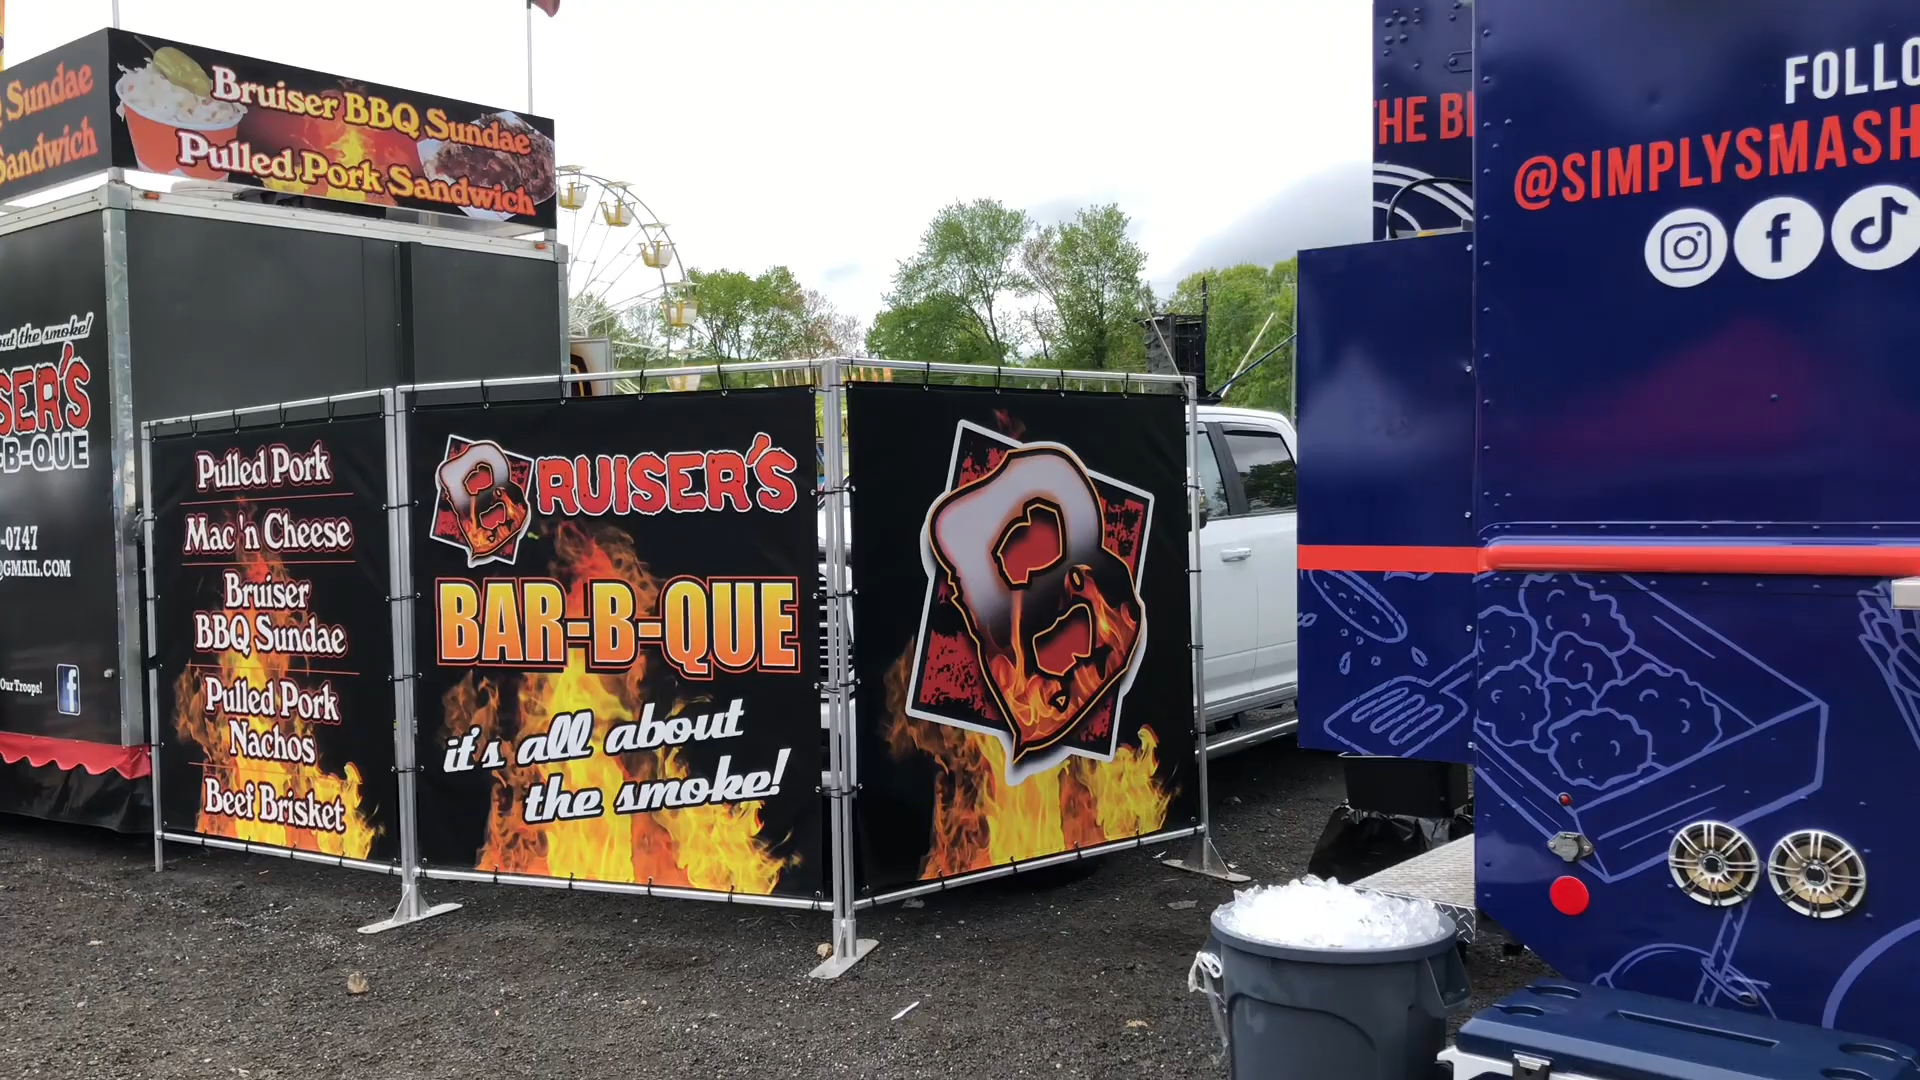 Sundae
Sandwich
Bruiser BBQ Sundae
Pulled Pork Sandwich
out the smoke!
SER'S
-B-QUE
-0747
@GMAIL.COM
Our Troops!
f
Pulled Pork
Mac 'n Cheese
Bruiser
BBQ Sundae
Pulled Pork
Nachos
Beef Brisket
BRUISER'S
BAR-B-QUE
it's all about
the smoke!
B
HE B
FOLLO
@SIMPLYSMASH
f